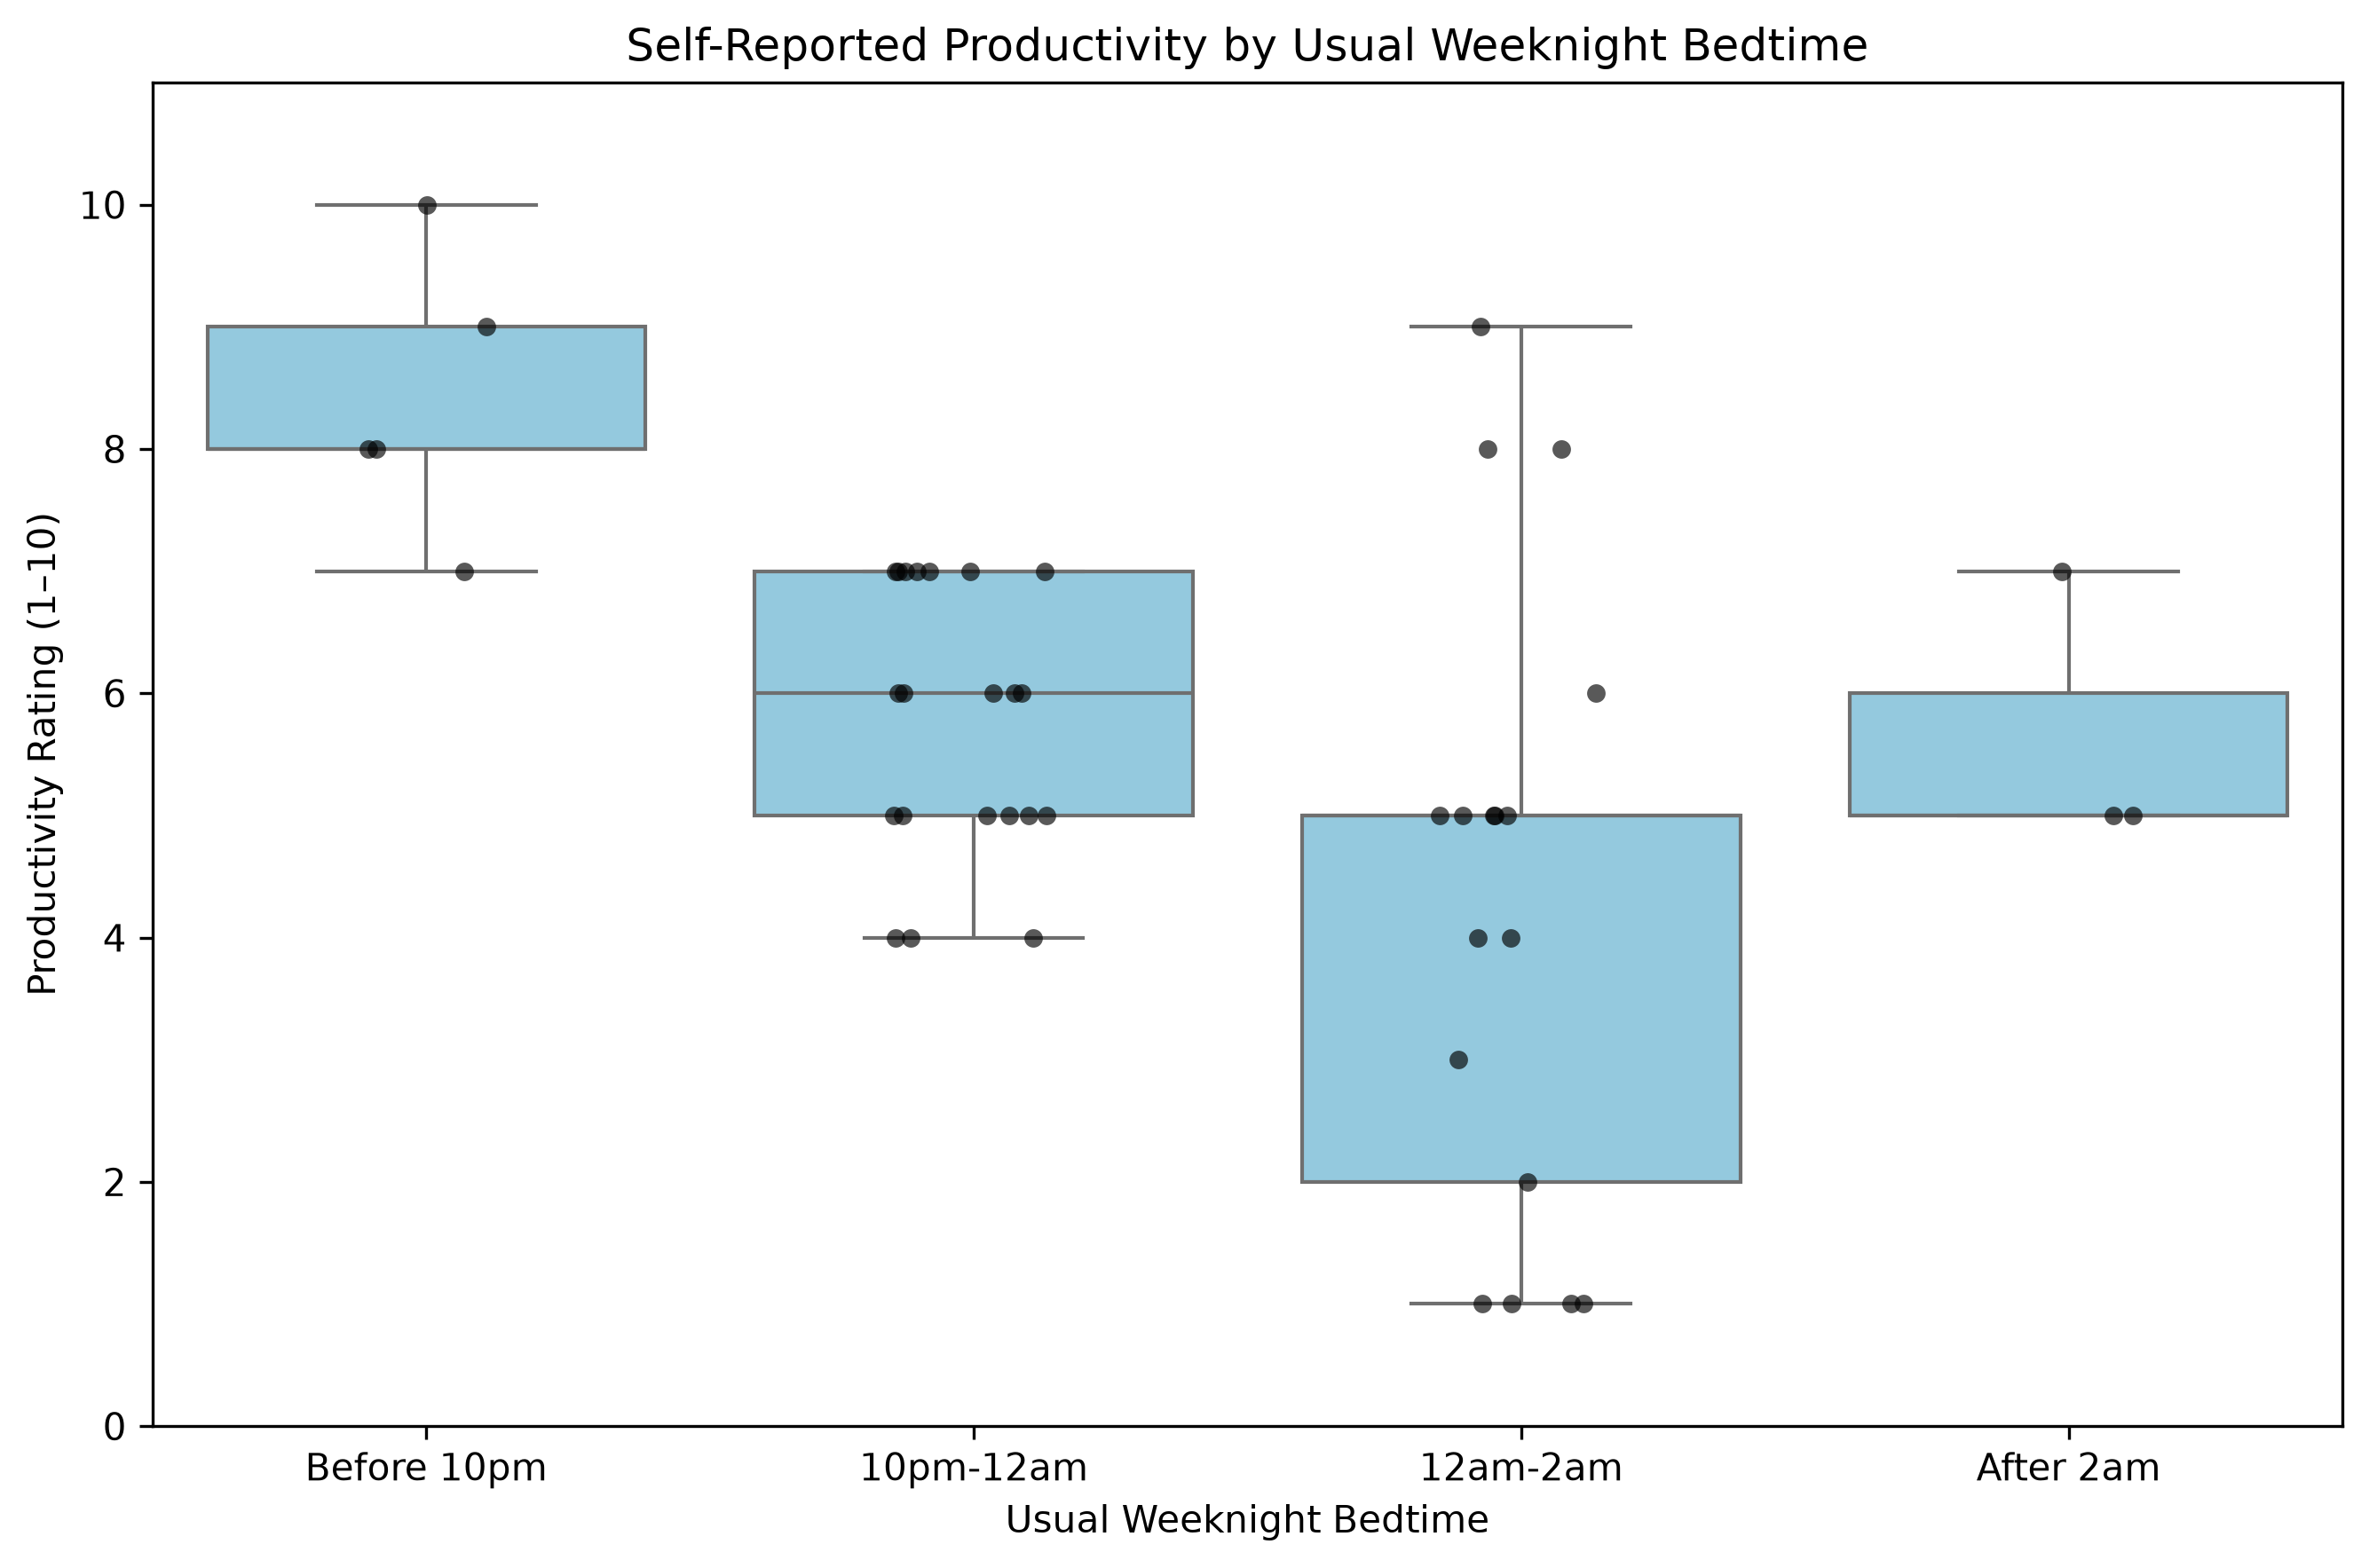 Self-Reported Productivity by Usual Weeknight Bedtime
Productivity Rating (1–10)
10
8
6
4
2
0
Before 10pm
10pm-12am
12am-2am
After 2am
Usual Weeknight Bedtime